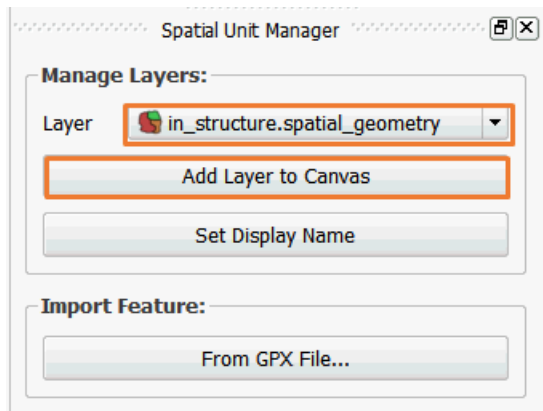 Spatial Unit Manager
Manage Layers:
Layer in_structure.spatial_geometry
Add Layer to Canvas
Set Display Name
Import Feature:
From GPX File...